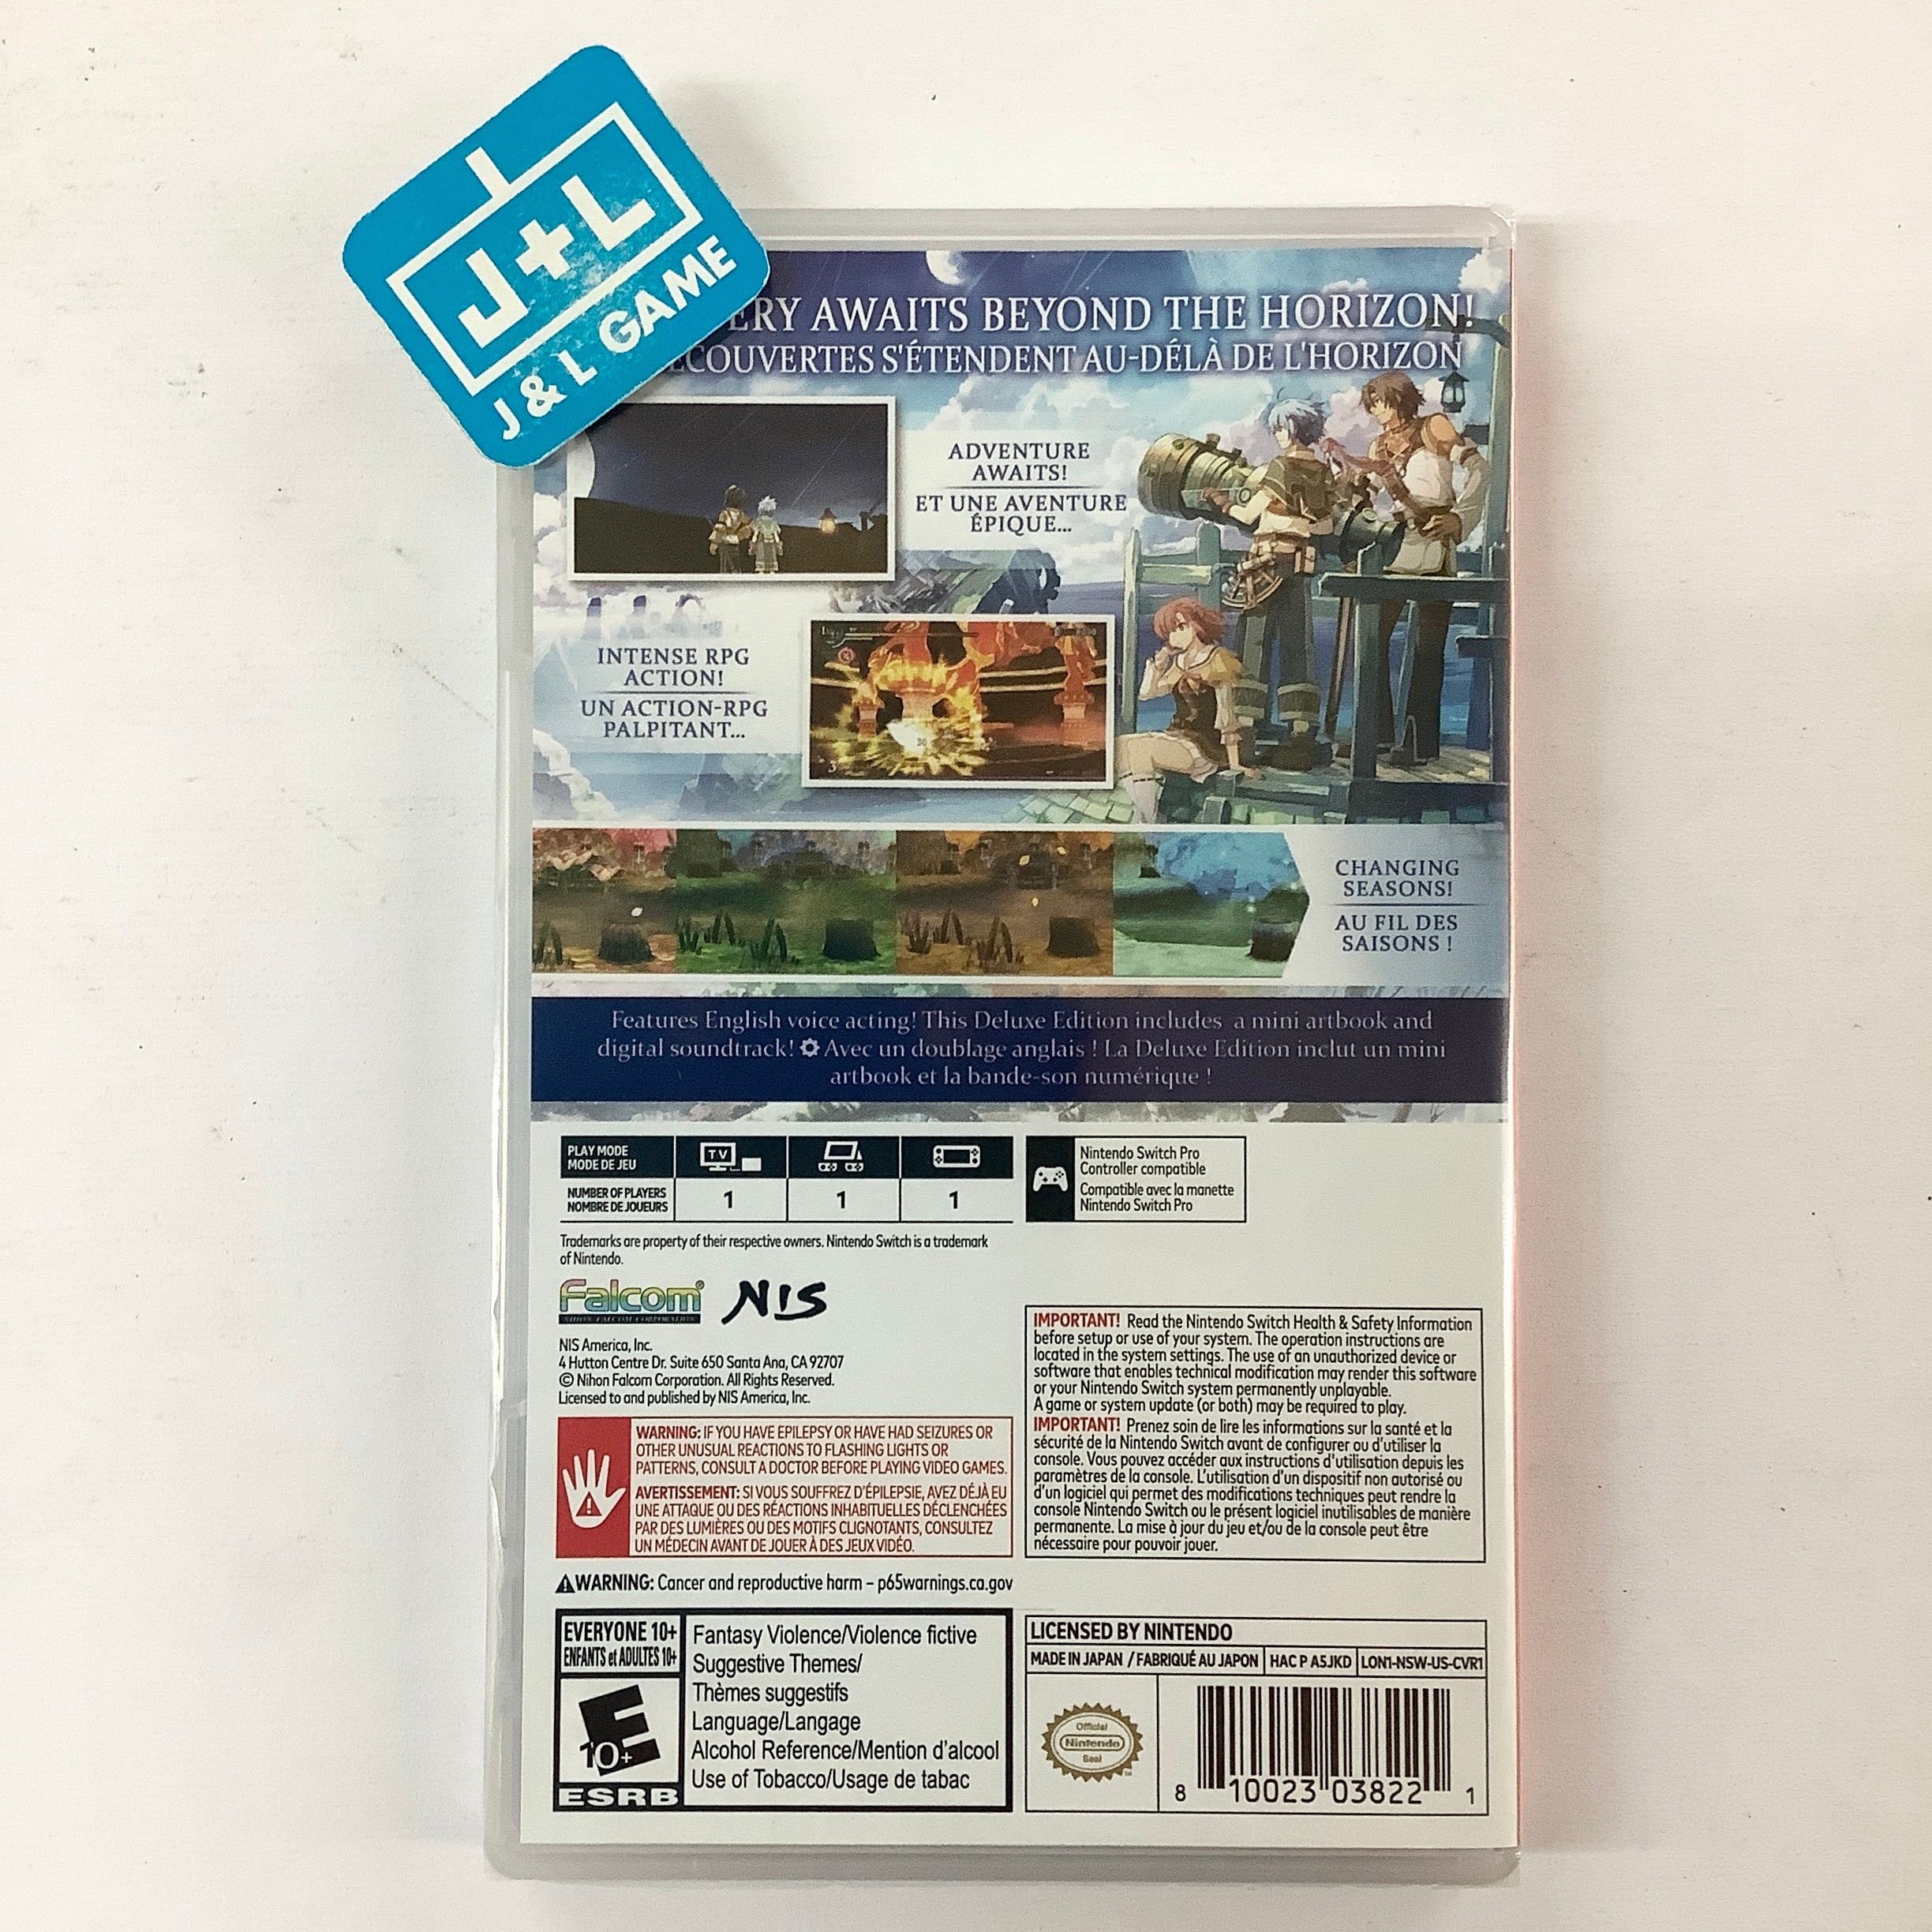 J+L
J & L GAME
ERY AWAITS BEYOND THE HORIZON!
COUVERTES S'ÉTENDENT AU-DÉLÀ DE L'HORIZON
ADVENTURE
AWAITS!
ET UNE AVENTURE
ÉPIQUE...
INTENSE RPG
ACTION!
UN ACTION-RPG
PALPITANT...
CHANGING
SEASONS!
AU FIL DES
SAISONS !
Features English voice acting! This Deluxe Edition includes a mini artbook and
digital soundtrack! Avec un doublage anglais ! La Deluxe Edition inclut un mini
artbook et la bande-son numérique !
PLAY MODE
MODE DE JEU
TV
NUMBER OF PLAYERS
NOMBRE DE JOUEURS
1 1 1
Nintendo Switch Pro
Controller compatible
Compatible avec la manette
Nintendo Switch Pro
Trademarks are property of their respective owners. Nintendo Switch is a trademark
of Nintendo.
Falcom NIS
NIHON FALCOM CORPORATION
NIS America, Inc.
4 Hutton Centre Dr. Suite 650 Santa Ana, CA 92707
© Nihon Falcom Corporation. All Rights Reserved.
Licensed to and published by NIS America, Inc.
WARNING: IF YOU HAVE EPILEPSY OR HAVE HAD SEIZURES OR
OTHER UNUSUAL REACTIONS TO FLASHING LIGHTS OR
PATTERNS, CONSULT A DOCTOR BEFORE PLAYING VIDEO GAMES.
AVERTISSEMENT: SI VOUS SOUFFREZ D'ÉPILEPSIE, AVEZ DÉJÀ EU
UNE ATTAQUE OU DES RÉACTIONS INHABITUELLES DÉCLENCHÉES
PAR DES LUMIÈRES OU DES MOTIFS CLIGNOTANTS, CONSULTEZ
UN MÉDECIN AVANT DE JOUER À DES JEUX VIDÉO.
IMPORTANT! Read the Nintendo Switch Health & Safety Information
before setup or use of your system. The operation instructions are
located in the system settings. The use of an unauthorized device or
software that enables technical modification may render this software
or your Nintendo Switch system permanently unplayable.
A game or system update (or both) may be required to play.
IMPORTANT! Prenez soin de lire les informations sur la santé et la
sécurité de la Nintendo Switch avant de configurer ou d'utiliser la
console. Vous pouvez accéder aux instructions d'utilisation depuis les
paramètres de la console. L'utilisation d'un dispositif non autorisé ou
d'un logiciel qui permet des modifications techniques peut rendre la
console Nintendo Switch ou le présent logiciel inutilisables de manière
permanente. La mise à jour du jeu et/ou de la console peut être
nécessaire pour pouvoir jouer.
WARNING: Cancer and reproductive harm – p65warnings.ca.gov
EVERYONE 10+
ENFANTS et ADULTES 10+
E
10+
ESRB
Fantasy Violence/Violence fictive
Suggestive Themes/
Thèmes suggestifs
Language/Langage
Alcohol Reference/Mention d'alcool
Use of Tobacco/Usage de tabac
LICENSED BY NINTENDO
MADE IN JAPAN / FABRIQUÉ AU JAPON HAC P A5JKD LON1-NSW-US-CVR1
Official
Nintendo
Seal
8 10023 03822 1